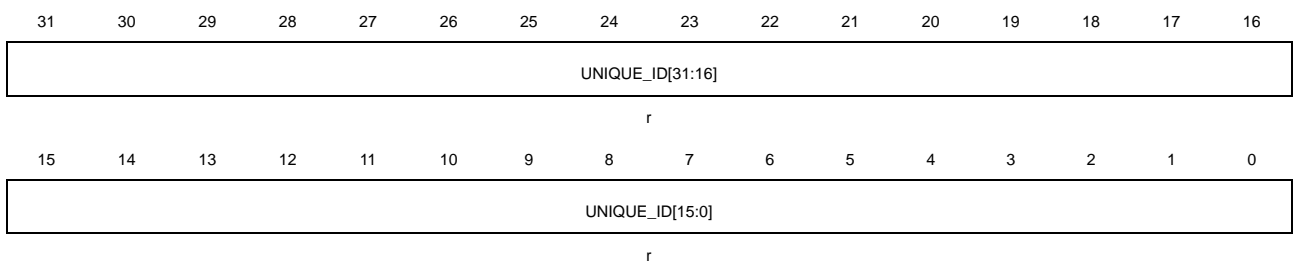 31 30 29 28 27 26 25 24 23 22 21 20 19 18 17 16
UNIQUE_ID[31:16]
r
15 14 13 12 11 10 9 8 7 6 5 4 3 2 1 0
UNIQUE_ID[15:0]
r